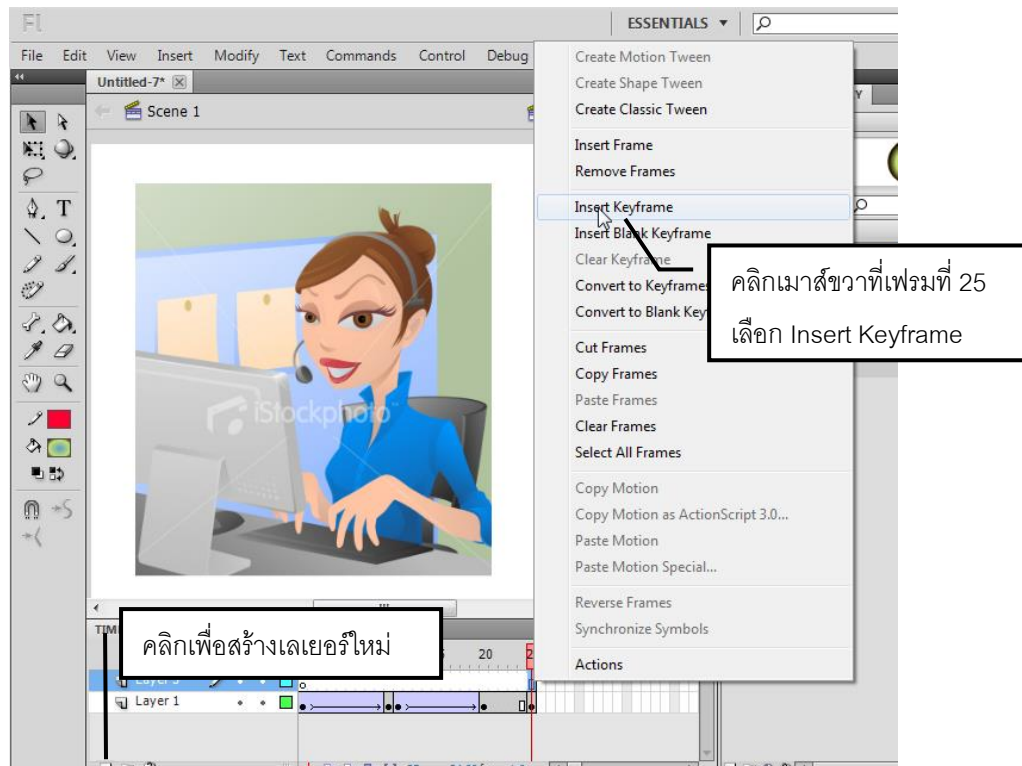 Fl
ESSENTIALS
File Edit View Insert Modify Text Commands Control Debug
Untitled-7*
Scene 1
Create Motion Tween
Create Shape Tween
Create Classic Tween
Insert Frame
Remove Frames
Insert Keyframe
Insert Blank Keyframe
Clear Keyframe
Convert to Keyframes
Convert to Blank Key
Cut Frames
Copy Frames
Paste Frames
Clear Frames
Select All Frames
Copy Motion
Copy Motion as ActionScript 3.0...
Paste Motion
Paste Motion Special...
Reverse Frames
Synchronize Symbols
Actions
คลิกเมาส์ขวาที่เฟรมที่ 25
เลือก Insert Keyframe
iStockphoto
คลิกเพื่อสร้างเลเยอร์ใหม่
20
Layer 1